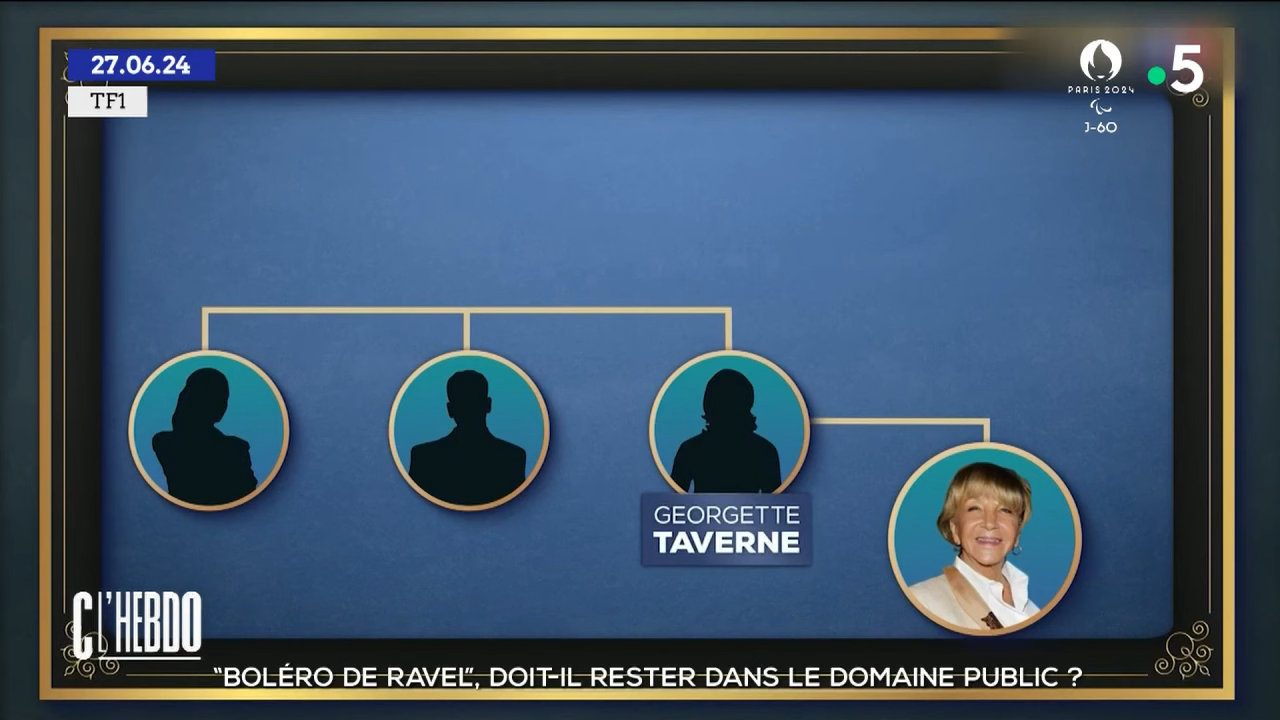 27.06.24
TF1
PARIS 2024
J-60
5
GEORGETTE
TAVERNE
C L'HEBDO
"BOLÉRO DE RAVEL", DOIT-IL RESTER DANS LE DOMAINE PUBLIC ?